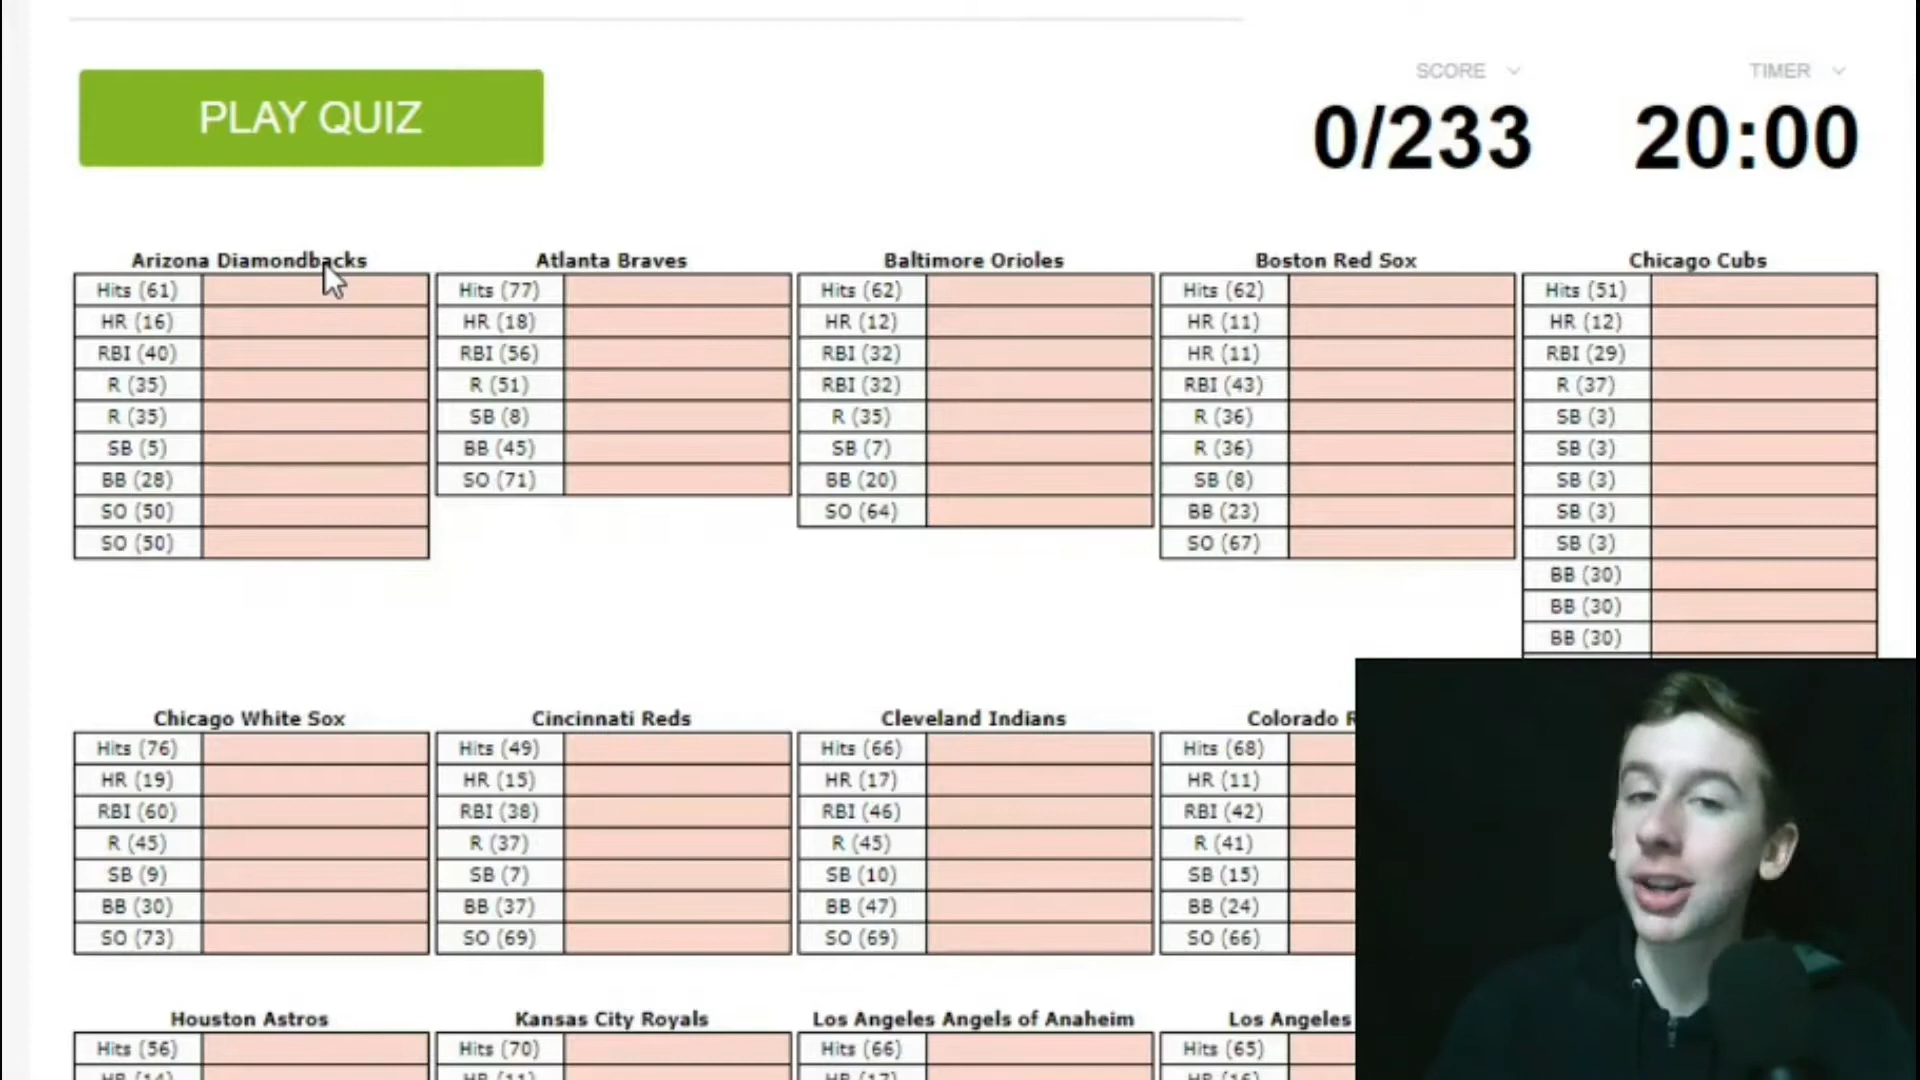 PLAY QUIZ
SCORE
TIMER
0/233
20:00
Arizona Diamondbacks
Hits (61)
HR (16)
RBI (40)
R (35)
R (35)
SB (5)
BB (28)
SO (50)
SO (50)
Atlanta Braves
Hits (77)
HR (18)
RBI (56)
R (51)
SB (8)
BB (45)
SO (71)
Baltimore Orioles
Hits (62)
HR (12)
RBI (32)
RBI (32)
R (35)
SB (7)
BB (20)
SO (64)
Boston Red Sox
Hits (62)
HR (11)
HR (11)
RBI (43)
R (36)
R (36)
SB (8)
BB (23)
SO (67)
Chicago Cubs
Hits (51)
HR (12)
RBI (29)
R (37)
SB (3)
SB (3)
SB (3)
SB (3)
SB (3)
BB (30)
BB (30)
BB (30)
Chicago White Sox
Hits (76)
HR (19)
RBI (60)
R (45)
SB (9)
BB (30)
SO (73)
Cincinnati Reds
Hits (49)
HR (15)
RBI (38)
R (37)
SB (7)
BB (37)
SO (69)
Cleveland Indians
Hits (66)
HR (17)
RBI (46)
R (45)
SB (10)
BB (47)
SO (69)
Colorado
Hits (68)
HR (11)
RBI (42)
R (41)
SB (15)
BB (24)
SO (66)
Houston Astros
Hits (56)
HR (14)
Kansas City Royals
Hits (70)
HR (11)
Los Angeles Angels of Anaheim
Hits (66)
HR (17)
Los Angeles
Hits (65)
HR (16)